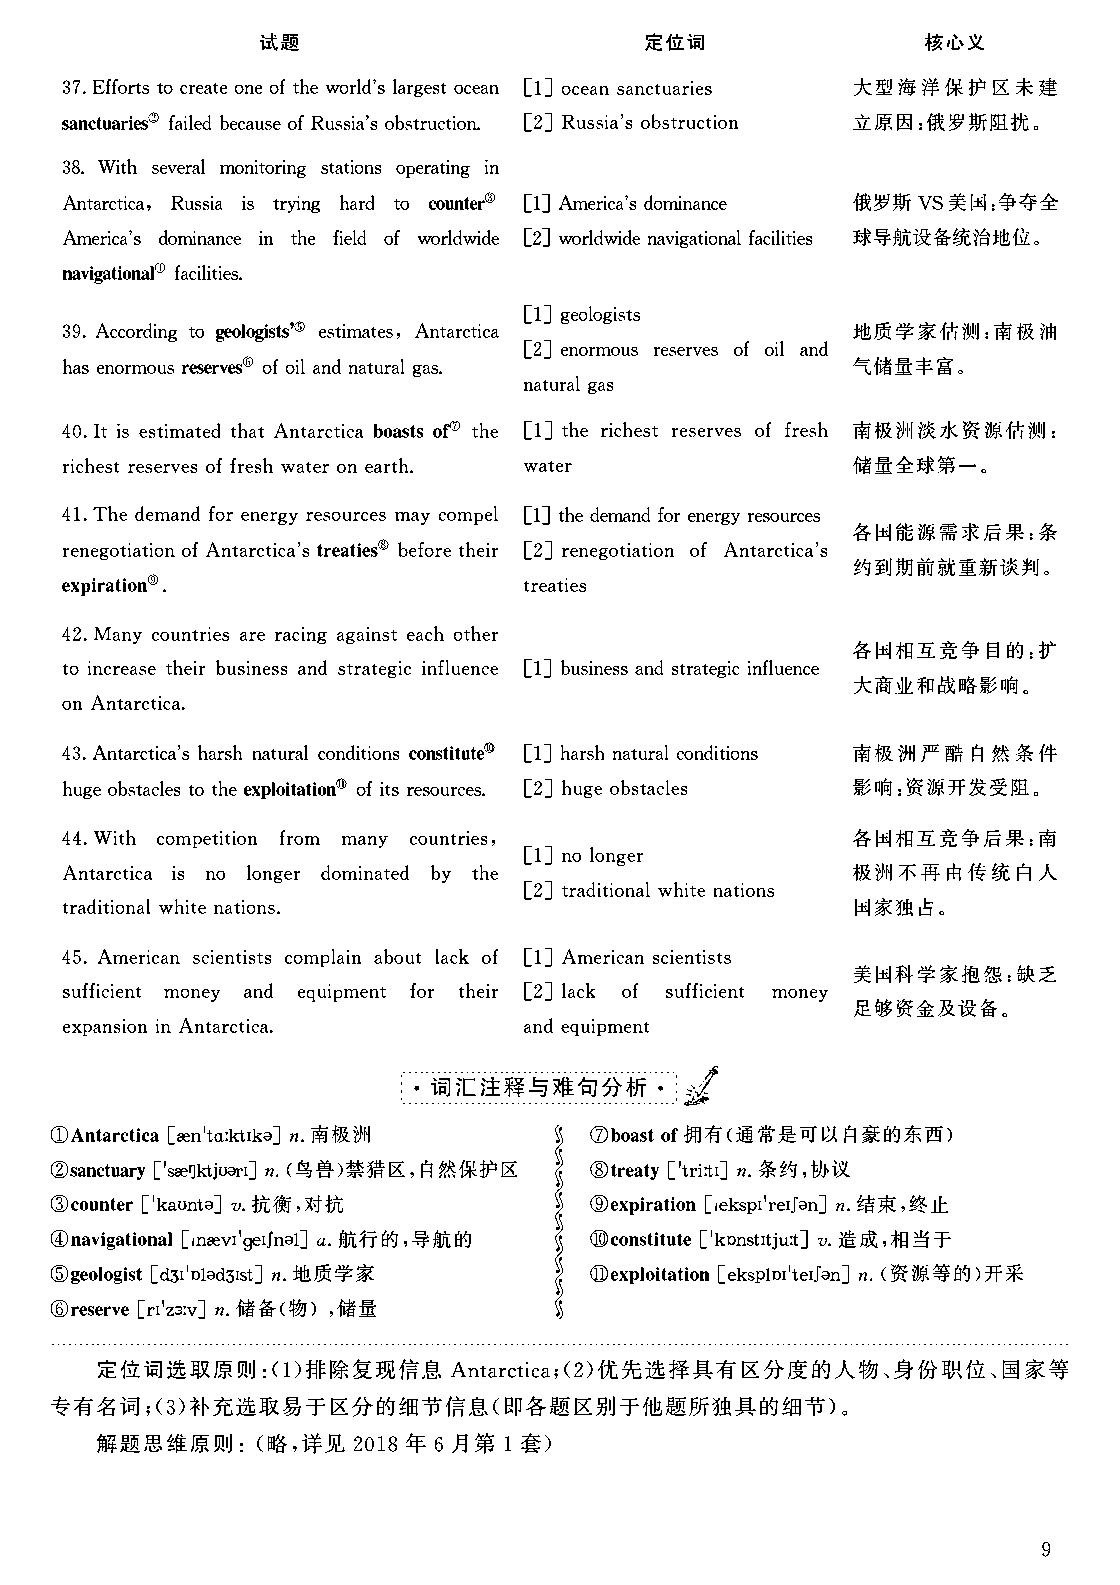 试题 定位词 核心义
37. Efforts to create one of the world's largest ocean [1] ocean sanctuaries 大型海洋保护区未建
sanctuaries② failed because of Russia's obstruction. [2] Russia's obstruction 立原因:俄罗斯阻扰。
38. With several monitoring stations operating in
Antarctica, Russia is trying hard to counter③ [1] America's dominance 俄罗斯 VS 美国:争夺全
America's dominance in the field of worldwide [2] worldwide navigational facilities 球导航设备统治地位。
navigational① facilities.
[1] geologists
39. According to geologists'⑤ estimates, Antarctica 地质学家估测:南极油
[2] enormous reserves of oil and
has enormous reserves⑥ of oil and natural gas. 气储量丰富。
natural gas
40. It is estimated that Antarctica boasts of⑦ the [1] the richest reserves of fresh 南极洲淡水资源估测:
richest reserves of fresh water on earth. water 储量全球第一。
41. The demand for energy resources may compel [1] the demand for energy resources
各国能源需求后果:条
renegotiation of Antarctica's treaties⑧ before their [2] renegotiation of Antarctica's
约到期前就重新谈判。
expiration⑨. treaties
42. Many countries are racing against each other
各国相互竞争目的:扩
to increase their business and strategic influence [1] business and strategic influence
大商业和战略影响。
on Antarctica.
43. Antarctica's harsh natural conditions constitute⑩ [1] harsh natural conditions 南极洲严酷自然条件
huge obstacles to the exploitation⑪ of its resources. [2] huge obstacles 影响:资源开发受阻。
44. With competition from many countries, 各国相互竞争后果:南
[1] no longer
Antarctica is no longer dominated by the 极洲不再由传统白人
[2] traditional white nations
traditional white nations. 国家独占。
45. American scientists complain about lack of [1] American scientists
美国科学家抱怨:缺乏
sufficient money and equipment for their [2] lack of sufficient money
足够资金及设备。
expansion in Antarctica. and equipment
·词汇注释与难句分析·
①Antarctica [ænˈtɑːktɪkə] n. 南极洲
②sanctuary [ˈsæŋktjʊərɪ] n. (鸟兽)禁猎区,自然保护区
③counter [ˈkaʊntə] v. 抗衡,对抗
④navigational [ˌnævɪˈgeɪʃnəl] a. 航行的,导航的
⑤geologist [dʒɪˈɒlədʒɪst] n. 地质学家
⑥reserve [rɪˈzɜːv] n. 储备(物),储量
⑦boast of 拥有(通常是可以自豪的东西)
⑧treaty [ˈtriːtɪ] n. 条约,协议
⑨expiration [ˌekspɪˈreɪʃən] n. 结束,终止
⑩constitute [ˈkɒnstɪtjuːt] v. 造成,相当于
⑪exploitation [eksplɒɪˈteɪʃən] n. (资源等的)开采
定位词选取原则:(1)排除复现信息 Antarctica;(2)优先选择具有区分度的人物、身份职位、国家等
专有名词;(3)补充选取易于区分的细节信息(即各题区别于他题所独具的细节)。
解题思维原则:(略,详见 2018 年 6 月第 1 套)
9